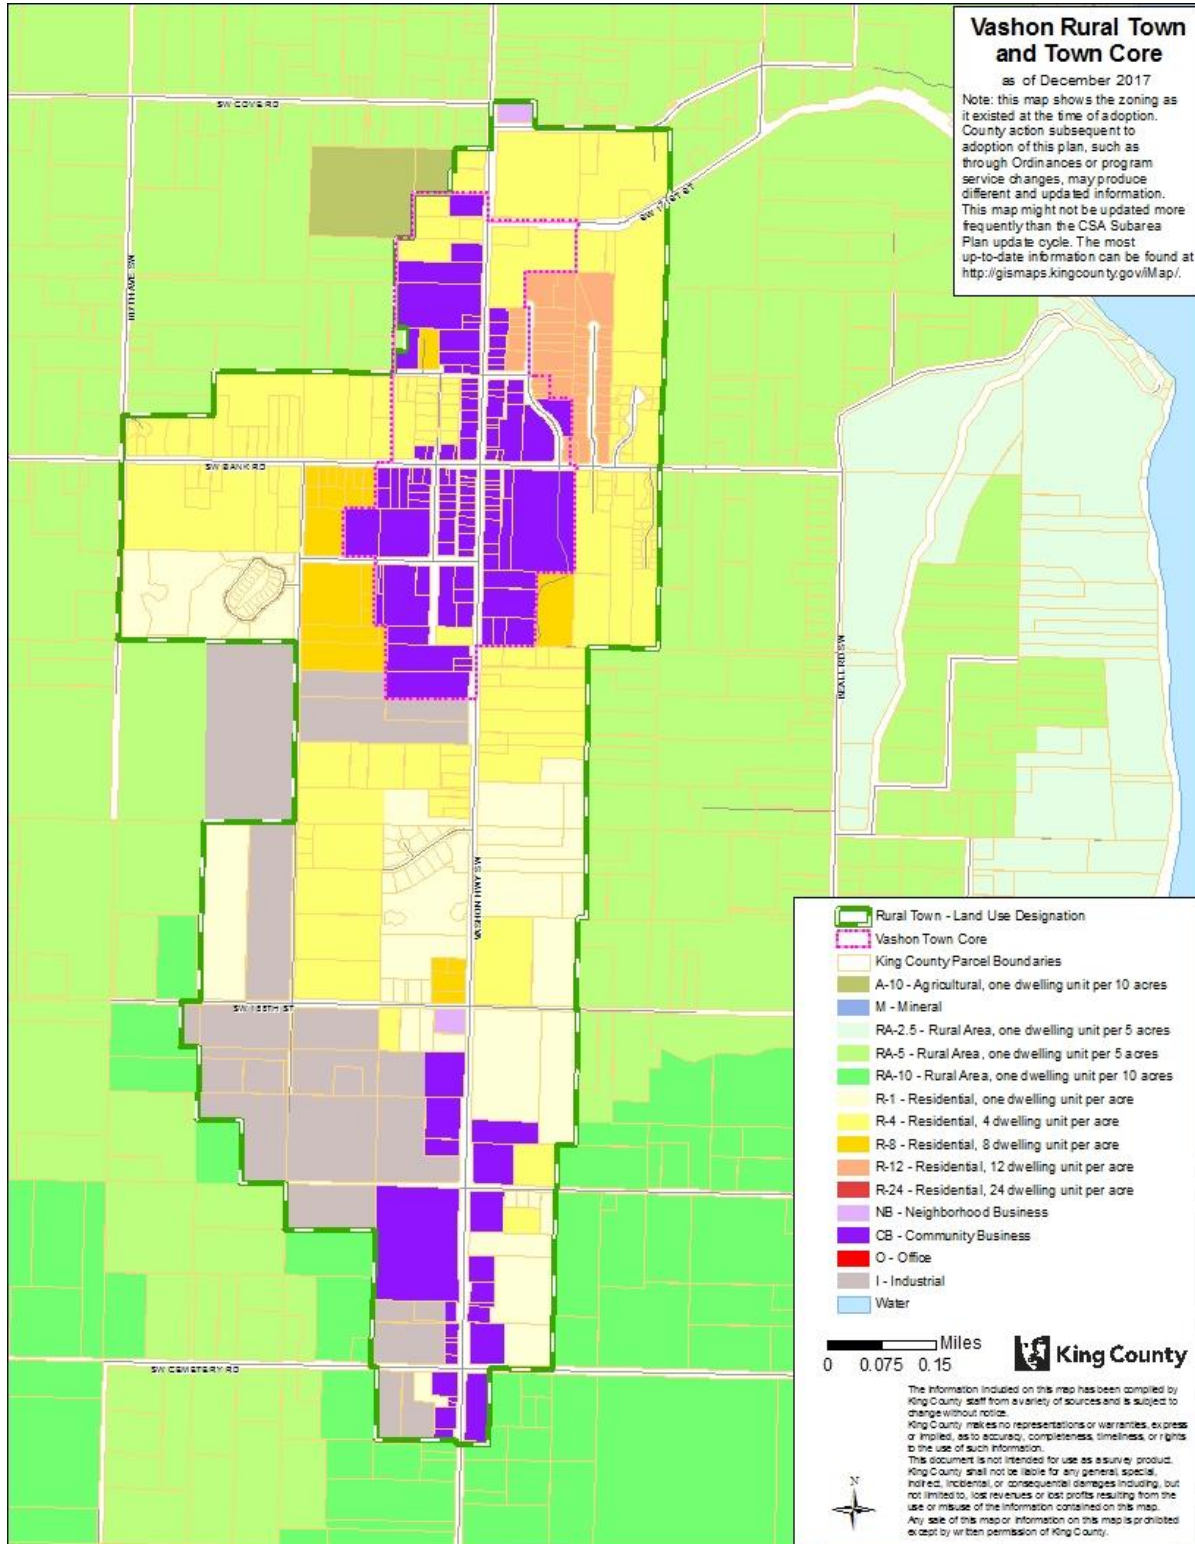 Vashon Rural Town
and Town Core
as of December 2017
Note: this map shows the zoning as
it existed at the time of adoption.
County action subsequent to
adoption of this plan, such as
through Ordinances or program
service changes, may produce
different and updated information.
This map might not be updated more
frequently than the CSA Subarea
Plan update cycle. The most
up-to-date information can be found at
http://gismaps.kingcounty.gov/iMap/.
SW COVE RD
SW 171ST ST
107TH AVE SW
SW BANK RD
BEALL RD SW
VASHON HWY SW
SW 188TH ST
SW CEMETERY RD
Rural Town - Land Use Designation
Vashon Town Core
King County Parcel Boundaries
A-10 - Agricultural, one dwelling unit per 10 acres
M - Mineral
RA-2.5 - Rural Area, one dwelling unit per 5 acres
RA-5 - Rural Area, one dwelling unit per 5 acres
RA-10 - Rural Area, one dwelling unit per 10 acres
R-1 - Residential, one dwelling unit per acre
R-4 - Residential, 4 dwelling unit per acre
R-8 - Residential, 8 dwelling unit per acre
R-12 - Residential, 12 dwelling unit per acre
R-24 - Residential, 24 dwelling unit per acre
NB - Neighborhood Business
CB - Community Business
O - Office
I - Industrial
Water
Miles
0 0.075 0.15
King County
The information included on this map has been compiled by
King County staff from a variety of sources and is subject to
change without notice.
King County makes no representations or warranties, express
or implied, as to accuracy, completeness, timeliness, or rights
to the use of such information.
This document is not intended for use as a survey product.
King County shall not be liable for any general, special,
indirect, incidental, or consequential damages including, but
not limited to, lost revenues or lost profits resulting from the
use or misuse of the information contained on this map.
Any sale of this map or information on this map is prohibited
except by written permission of King County.
N